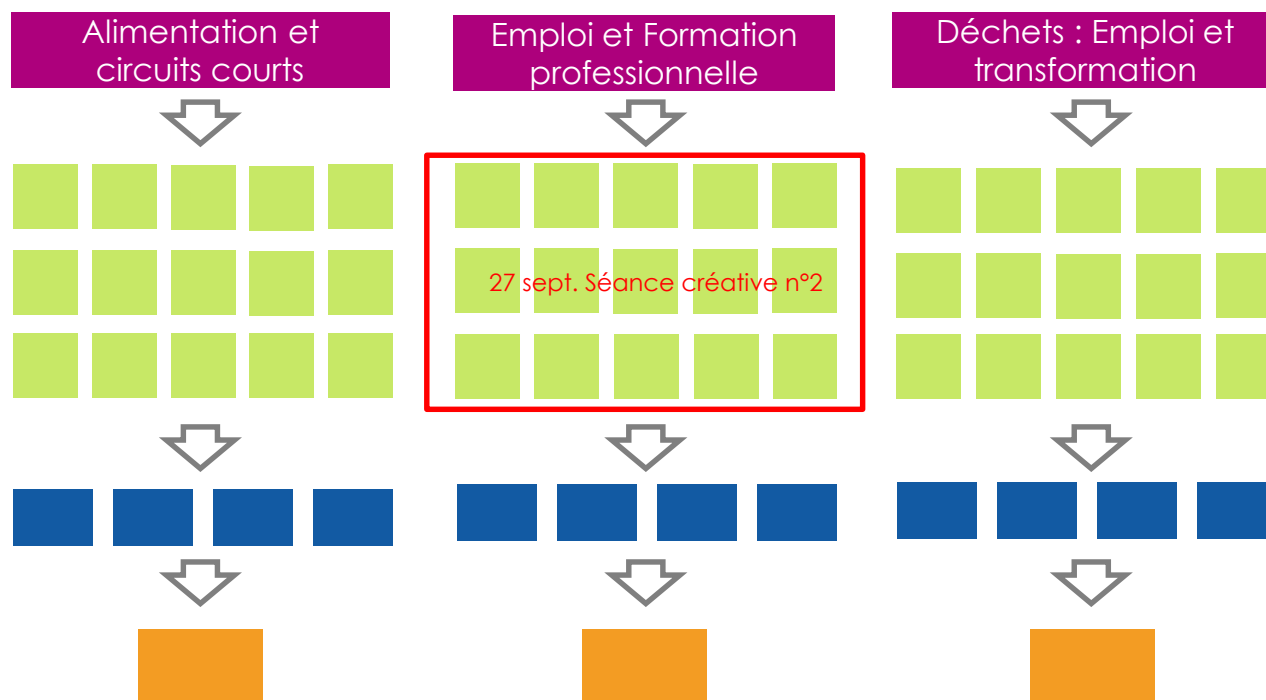 Alimentation et
circuits courts
Emploi et Formation
professionnelle
Déchets : Emploi et
transformation
27 sept. Séance créative n°2